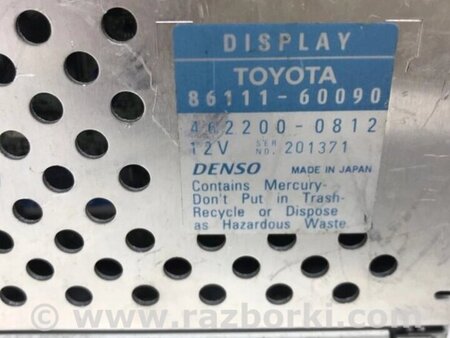 DISPLAY
TOYOTA
86111-60090
462200-0812
12V SER NO. 201371
DENSO MADE IN JAPAN
Contains Mercury-
Don't Put in Trash-
Recycle or Dispose
as Hazardous Waste.
© www.razborki.com